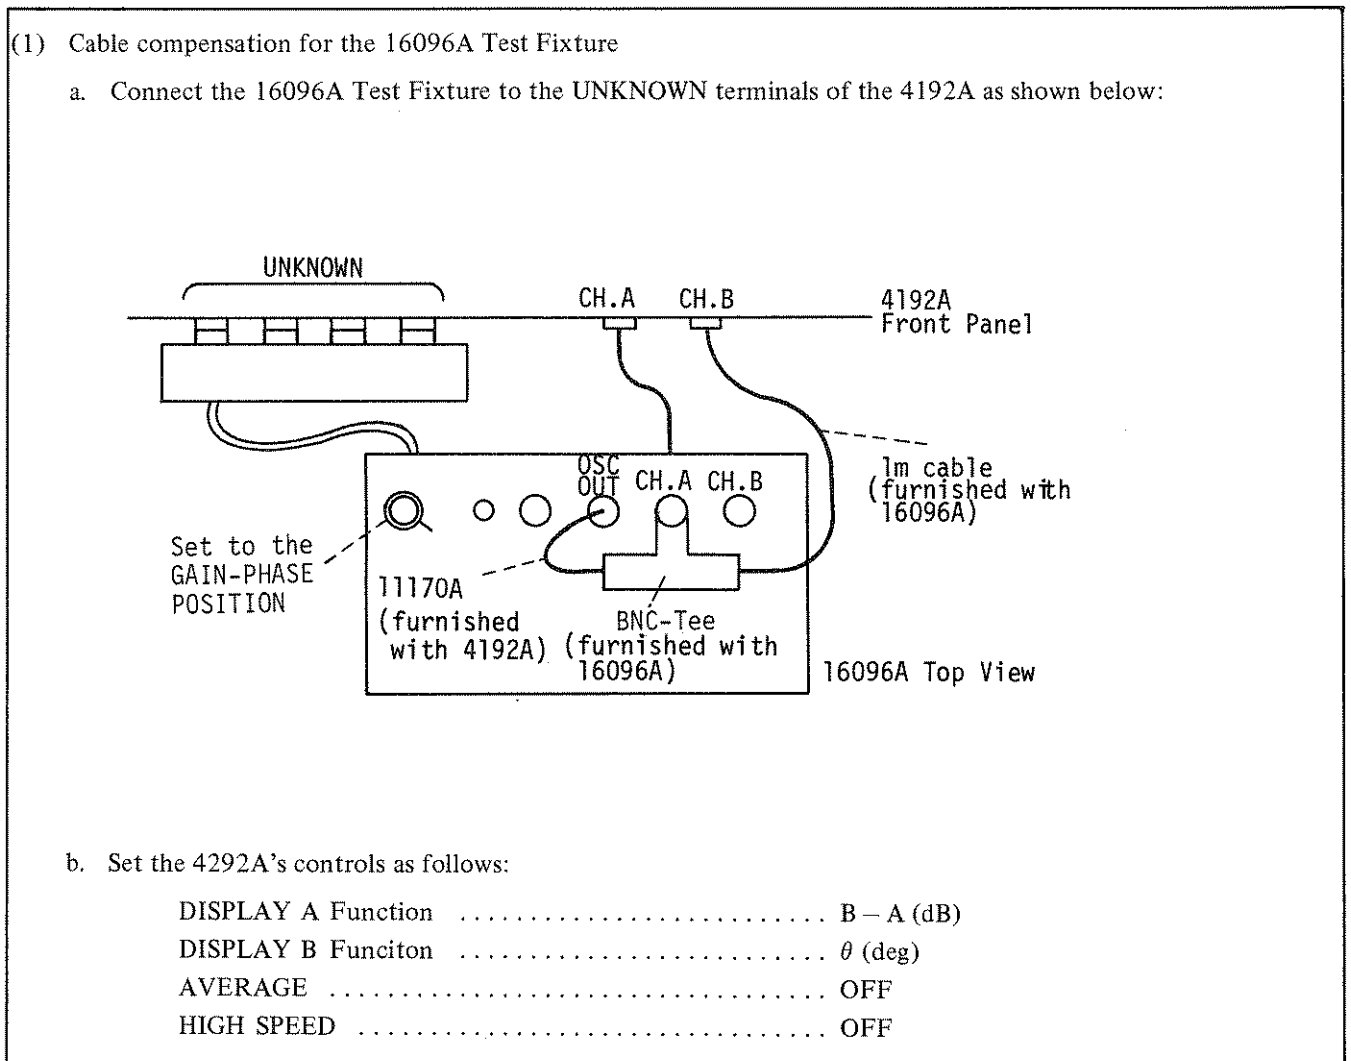 (1) Cable compensation for the 16096A Test Fixture
a. Connect the 16096A Test Fixture to the UNKNOWN terminals of the 4192A as shown below:
UNKNOWN
CH.A CH.B
4192A
Front Panel
OSC
OUT CH.A CH.B
1m cable
(furnished with
16096A)
Set to the
GAIN-PHASE
POSITION
11170A
(furnished
with 4192A)
BNC-Tee
(furnished with
16096A)
16096A Top View
b. Set the 4292A's controls as follows:
DISPLAY A Function ........................... B – A (dB)
DISPLAY B Funciton ........................... θ (deg)
AVERAGE .................................... OFF
HIGH SPEED .................................. OFF